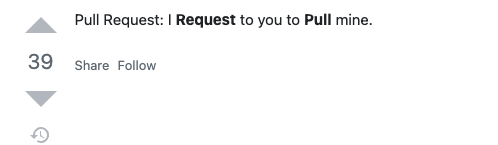 Pull Request: I Request to you to Pull mine.
39
Share Follow